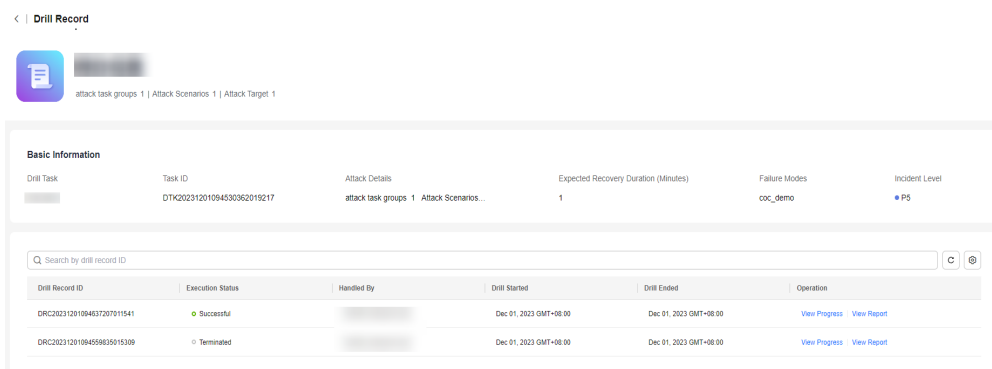 Drill Record
attack task groups 1 | Attack Scenarios 1 | Attack Target 1
Basic Information
Drill Task Task ID Attack Details Expected Recovery Duration (Minutes) Failure Modes Incident Level
DTK20231201094530362019217 attack task groups 1 Attack Scenarios... 1 coc_demo P5
Search by drill record ID
Drill Record ID Execution Status Handled By Drill Started Drill Ended Operation
DRC20231201094637207011541 Successful Dec 01, 2023 GMT+08:00 Dec 01, 2023 GMT+08:00 View Progress View Report
DRC20231201094559835015309 Terminated Dec 01, 2023 GMT+08:00 Dec 01, 2023 GMT+08:00 View Progress View Report